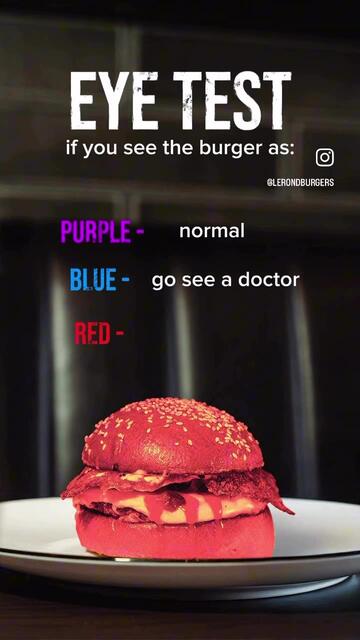 EYE TEST
if you see the burger as:
@LERONDBURGERS
PURPLE - normal
BLUE - go see a doctor
RED -